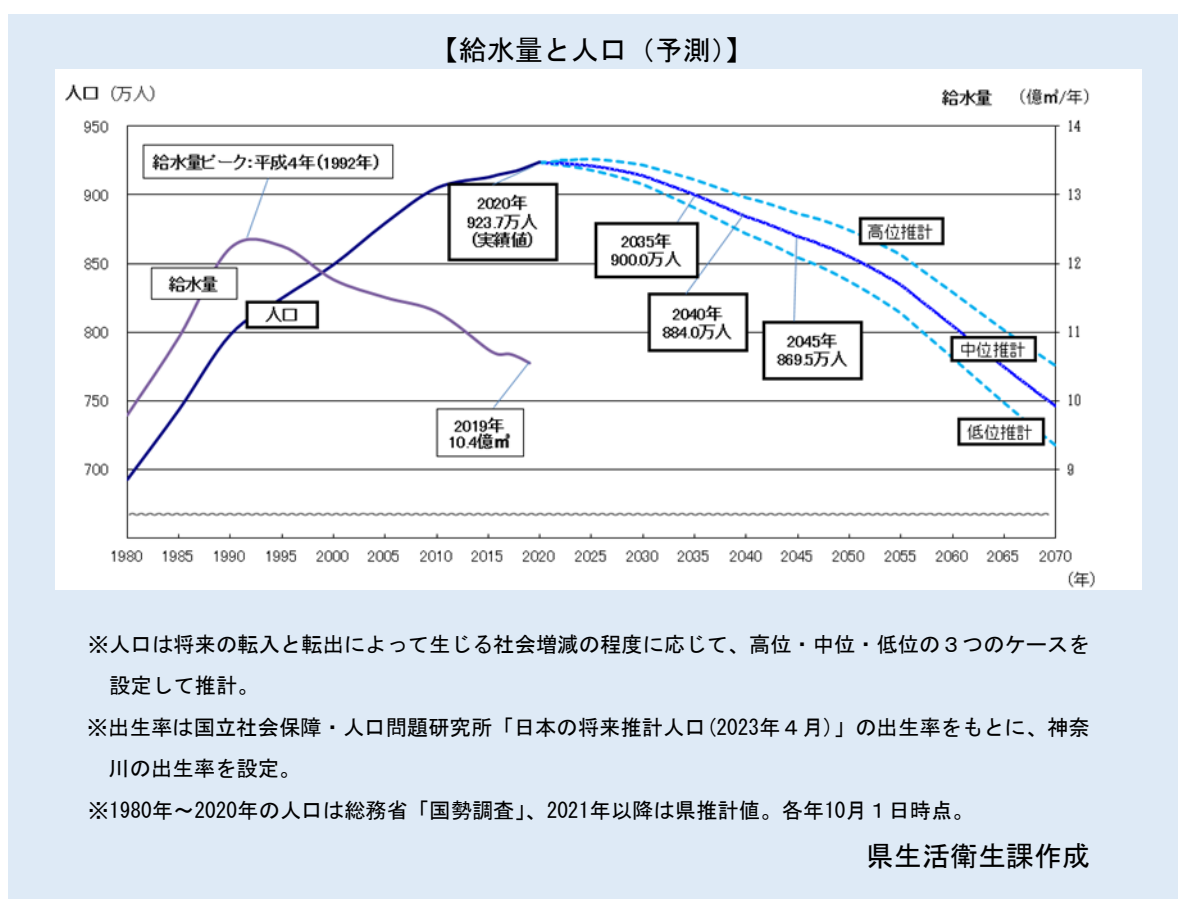 【給水量と人口（予測）】
人口（万人）
給水量　（億㎥/年）
950
900
850
800
750
700
14
13
12
11
10
9
給水量ピーク:平成4年(1992年)
給水量
人口
2020年
923.7万人
(実績値)
2035年
900.0万人
2040年
884.0万人
2045年
869.5万人
2019年
10.4億㎥
高位推計
中位推計
低位推計
1980 1985 1990 1995 2000 2005 2010 2015 2020 2025 2030 2035 2040 2045 2050 2055 2060 2065 2070
(年)
※人口は将来の転入と転出によって生じる社会増減の程度に応じて、高位・中位・低位の３つのケースを
設定して推計。
※出生率は国立社会保障・人口問題研究所「日本の将来推計人口(2023年４月)」の出生率をもとに、神奈
川の出生率を設定。
※1980年～2020年の人口は総務省「国勢調査」、2021年以降は県推計値。各年10月１日時点。
県生活衛生課作成